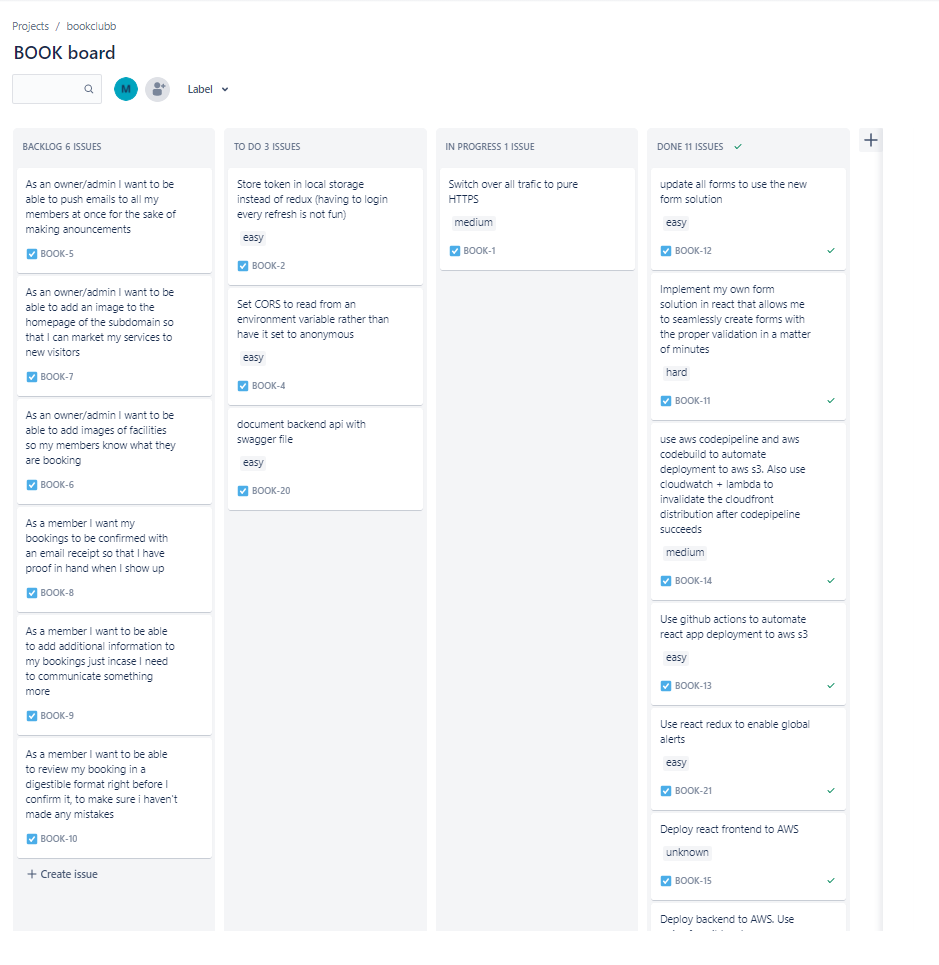 Projects / bookclubb
BOOK board
M
Label
BACKLOG 6 ISSUES
As an owner/admin I want to be
able to push emails to all my
members at once for the sake of
making anouncements
BOOK-5
As an owner/admin I want to be
able to add an image to the
homepage of the subdomain so
that I can market my services to
new visitors
BOOK-7
As an owner/admin I want to be
able to add images of facilities
so my members know what they
are booking
BOOK-6
As a member I want my
bookings to be confirmed with
an email receipt so that I have
proof in hand when I show up
BOOK-8
As a member I want to be able
to add additional information to
my bookings just incase I need
to communicate something
more
BOOK-9
As a member I want to be able
to review my booking in a
digestible format right before I
confirm it, to make sure i haven't
made any mistakes
BOOK-10
+ Create issue
TO DO 3 ISSUES
Store token in local storage
instead of redux (having to login
every refresh is not fun)
easy
BOOK-2
Set CORS to read from an
environment variable rather than
have it set to anonymous
easy
BOOK-4
document backend api with
swagger file
easy
BOOK-20
IN PROGRESS 1 ISSUE
Switch over all trafic to pure
HTTPS
medium
BOOK-1
DONE 11 ISSUES
update all forms to use the new
form solution
easy
BOOK-12
Implement my own form
solution in react that allows me
to seamlessly create forms with
the proper validation in a matter
of minutes
hard
BOOK-11
use aws codepipeline and aws
codebuild to automate
deployment to aws s3. Also use
cloudwatch + lambda to
invalidate the cloudfront
distribution after codepipeline
succeeds
medium
BOOK-14
Use github actions to automate
react app deployment to aws s3
easy
BOOK-13
Use react redux to enable global
alerts
easy
BOOK-21
Deploy react frontend to AWS
unknown
BOOK-15
Deploy backend to AWS. Use